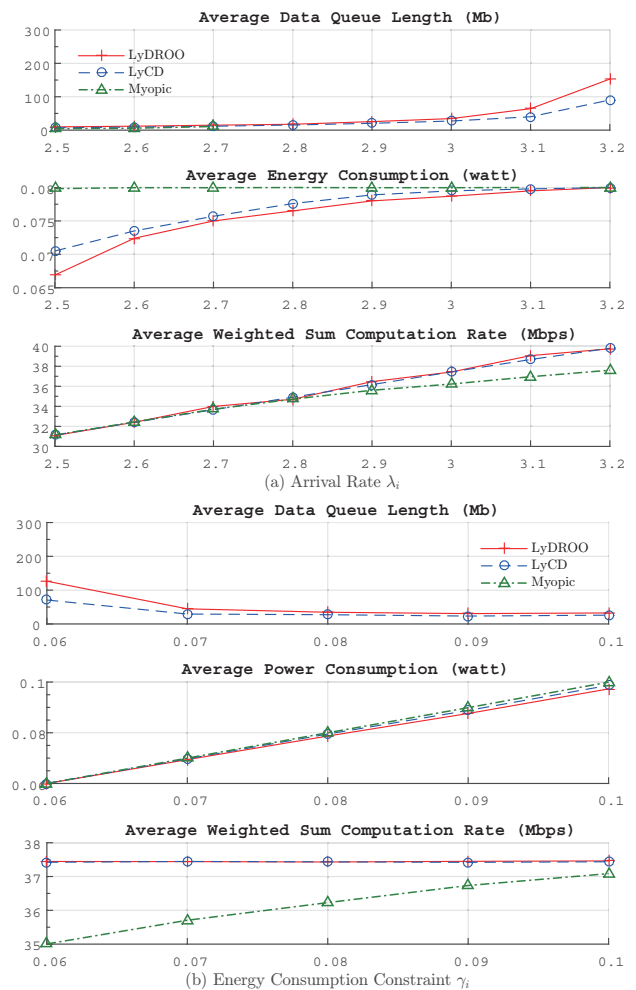 Average Data Queue Length (Mb)
300
200
100
0
LyDROO
LyCD
Myopic
2.5 2.6 2.7 2.8 2.9 3 3.1 3.2
Average Energy Consumption (watt)
0.08
0.075
0.07
0.065
2.5 2.6 2.7 2.8 2.9 3 3.1 3.2
Average Weighted Sum Computation Rate (Mbps)
40
38
36
34
32
30
2.5 2.6 2.7 2.8 2.9 3 3.1 3.2
(a) Arrival Rate λi
Average Data Queue Length (Mb)
300
200
100
0
LyDROO
LyCD
Myopic
0.06 0.07 0.08 0.09 0.1
Average Power Consumption (watt)
0.1
0.08
0.06
0.06 0.07 0.08 0.09 0.1
Average Weighted Sum Computation Rate (Mbps)
38
37
36
35
0.06 0.07 0.08 0.09 0.1
(b) Energy Consumption Constraint γi